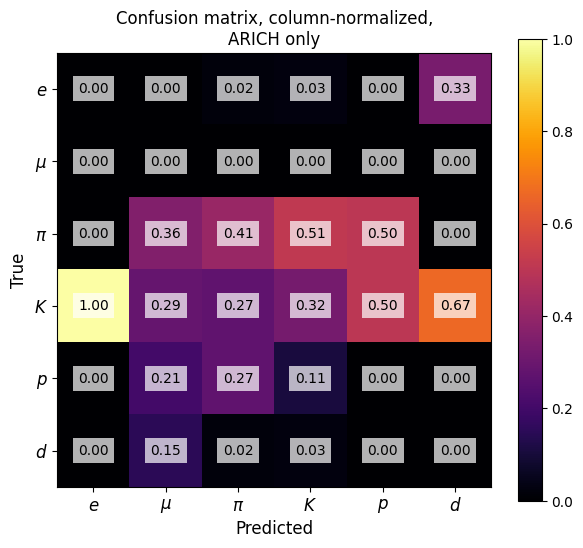 Confusion matrix, column-normalized,
ARICH only
1.0
e 0.00 0.00 0.02 0.03 0.00 0.33
0.8
μ 0.00 0.00 0.00 0.00 0.00 0.00
0.6
π 0.00 0.36 0.41 0.51 0.50 0.00
True
K 1.00 0.29 0.27 0.32 0.50 0.67
0.4
p 0.00 0.21 0.27 0.11 0.00 0.00
0.2
d 0.00 0.15 0.02 0.03 0.00 0.00
0.0
e μ π K p d
Predicted